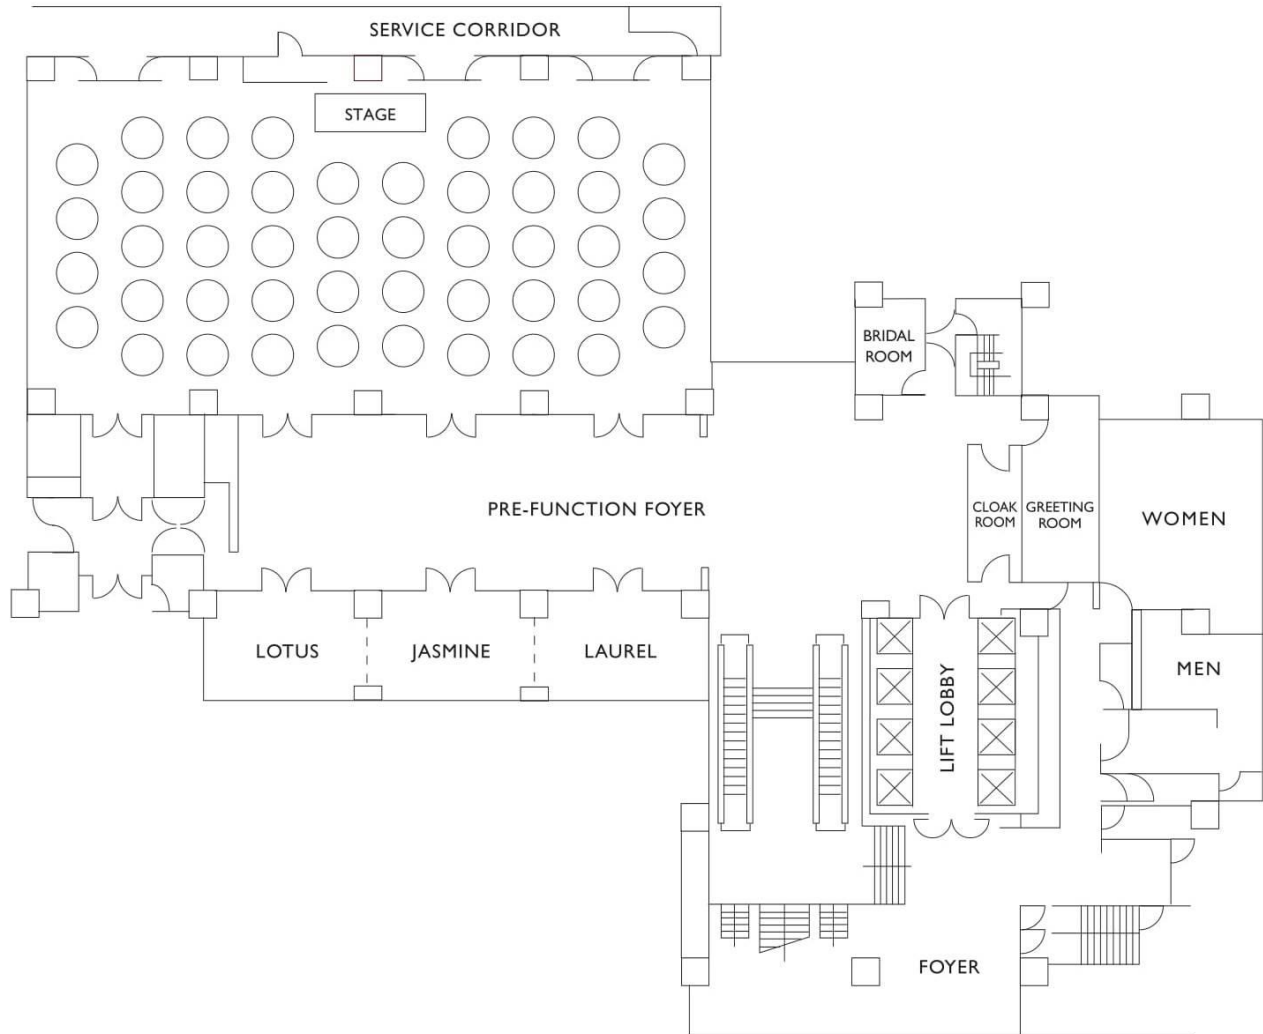 SERVICE CORRIDOR
STAGE
BRIDAL
ROOM
PRE-FUNCTION FOYER
CLOAK
ROOM
GREETING
ROOM
WOMEN
LOTUS
JASMINE
LAUREL
LIFT LOBBY
MEN
FOYER